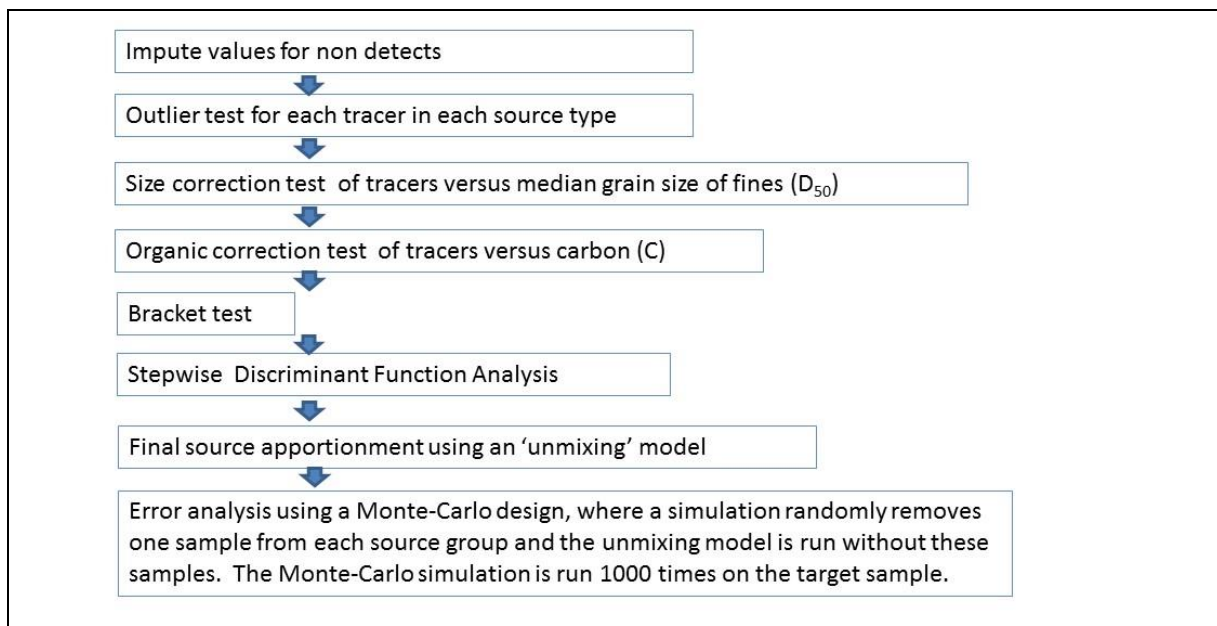 Impute values for non detects
Outlier test for each tracer in each source type
Size correction test of tracers versus median grain size of fines (D50)
Organic correction test of tracers versus carbon (C)
Bracket test
Stepwise Discriminant Function Analysis
Final source apportionment using an ‘unmixing’ model
Error analysis using a Monte-Carlo design, where a simulation randomly removes
one sample from each source group and the unmixing model is run without these
samples. The Monte-Carlo simulation is run 1000 times on the target sample.